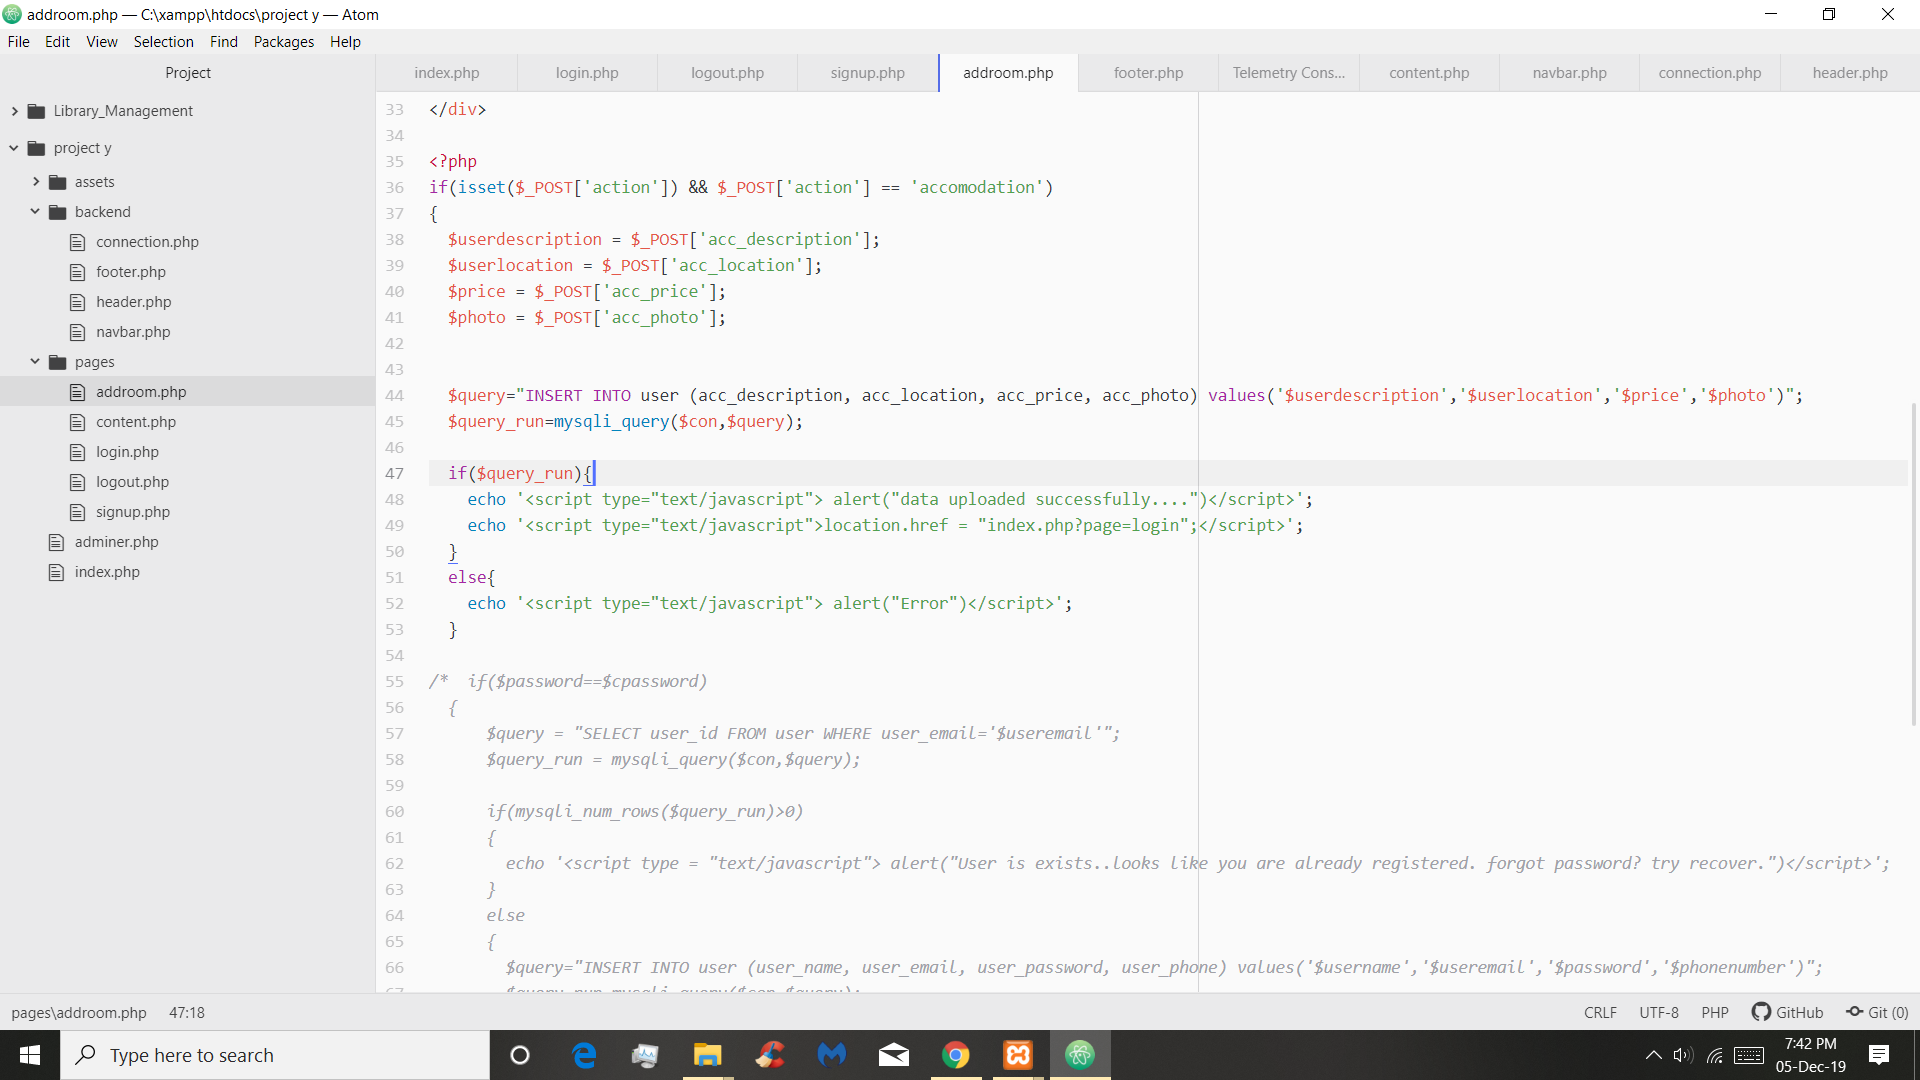 addroom.php — C:\xampp\htdocs\project y — Atom
File Edit View Selection Find Packages Help
Project
index.php login.php logout.php signup.php addroom.php footer.php Telemetry Cons... content.php navbar.php connection.php header.php
Library_Management
project y
assets
backend
connection.php
footer.php
header.php
navbar.php
pages
addroom.php
content.php
login.php
logout.php
signup.php
adminer.php
index.php
33 </div>
34
35 <?php
36 if(isset($_POST['action']) && $_POST['action'] == 'accomodation')
37 {
38 $userdescription = $_POST['acc_description'];
39 $userlocation = $_POST['acc_location'];
40 $price = $_POST['acc_price'];
41 $photo = $_POST['acc_photo'];
42
43
44 $query="INSERT INTO user (acc_description, acc_location, acc_price, acc_photo) values('$userdescription','$userlocation','$price','$photo')";
45 $query_run=mysqli_query($con,$query);
46
47 if($query_run){
48 echo '<script type="text/javascript"> alert("data uploaded successfully....")</script>';
49 echo '<script type="text/javascript">location.href = "index.php?page=login";</script>';
50 }
51 else{
52 echo '<script type="text/javascript"> alert("Error")</script>';
53 }
54
55 /* if($password==$cpassword)
56 {
57 $query = "SELECT user_id FROM user WHERE user_email='$useremail'";
58 $query_run = mysqli_query($con,$query);
59
60 if(mysqli_num_rows($query_run)>0)
61 {
62 echo '<script type = "text/javascript"> alert("User is exists..looks like you are already registered. forgot password? try recover.")</script>';
63 }
64 else
65 {
66 $query="INSERT INTO user (user_name, user_email, user_password, user_phone) values('$username','$useremail','$password','$phonenumber')";
pages\addroom.php 47:18 CRLF UTF-8 PHP GitHub Git (0)
Type here to search
7:42 PM
05-Dec-19